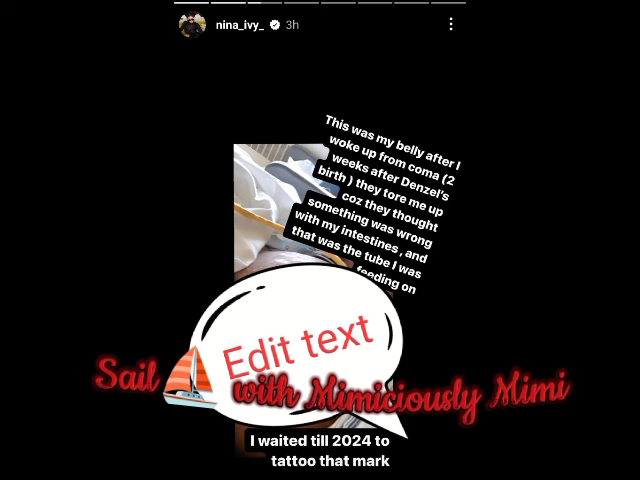 nina_ivy_ 3h
This was my belly after I
woke up from coma (2
weeks after Denzel's
birth ) they tore me up
coz they thought
something was wrong
with my intestines , and
that was the tube I was
feeding on
Edit text
Sail with Mimiciously Mimi
I waited till 2024 to
tattoo that mark